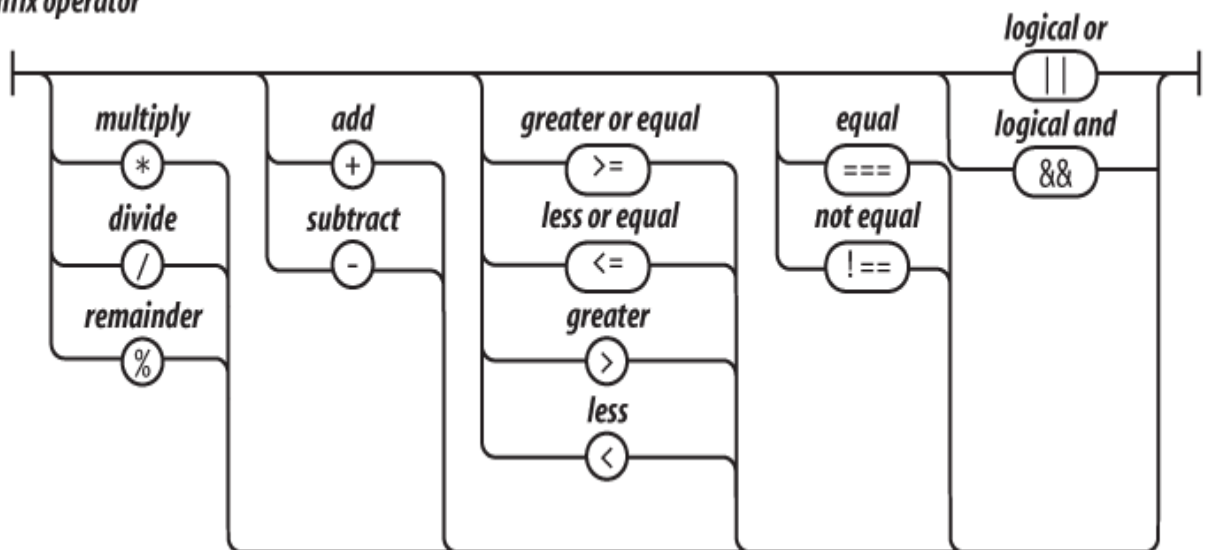 infix operator
logical or
||
multiply
add
greater or equal
equal
logical and
*
+
>=
===
&&
divide
subtract
less or equal
not equal
/
-
<=
!==
remainder
greater
%
>
less
<